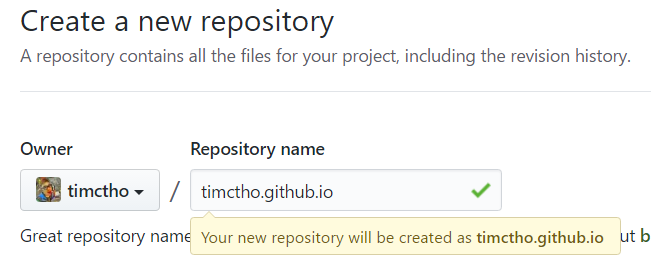 Create a new repository
A repository contains all the files for your project, including the revision history.
Owner Repository name
timctho / timctho.github.io
Great repository name
Your new repository will be created as timctho.github.io
ut b